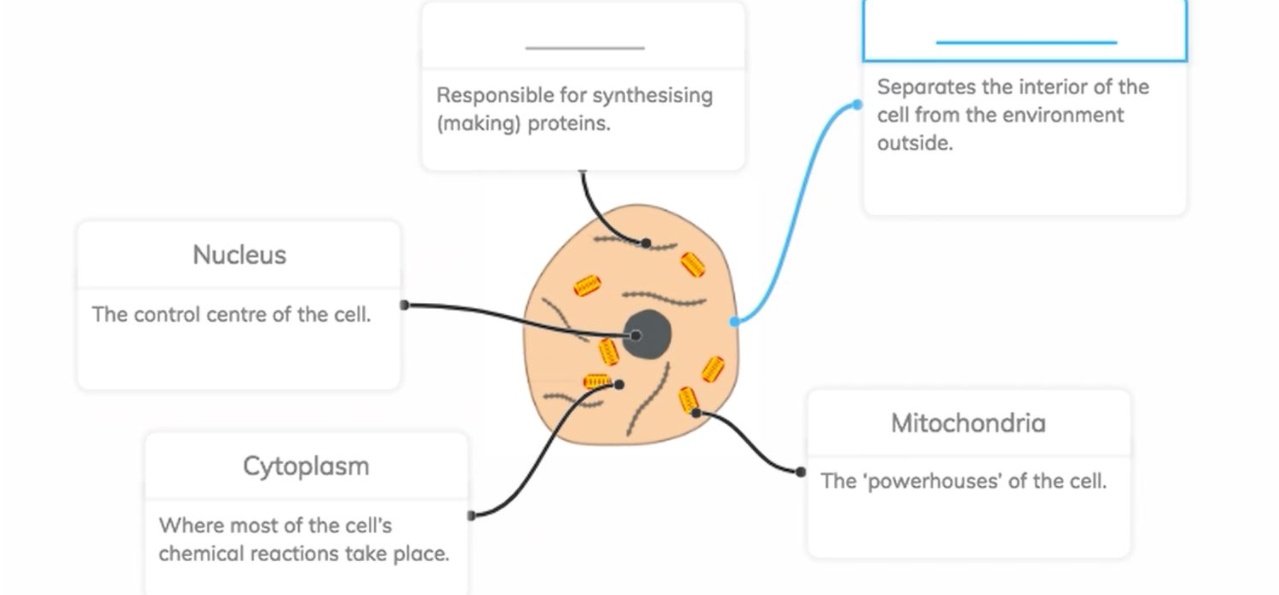 Responsible for synthesising
(making) proteins.
Separates the interior of the
cell from the environment
outside.
Nucleus
The control centre of the cell.
Cytoplasm
Where most of the cell's
chemical reactions take place.
Mitochondria
The ‘powerhouses’ of the cell.